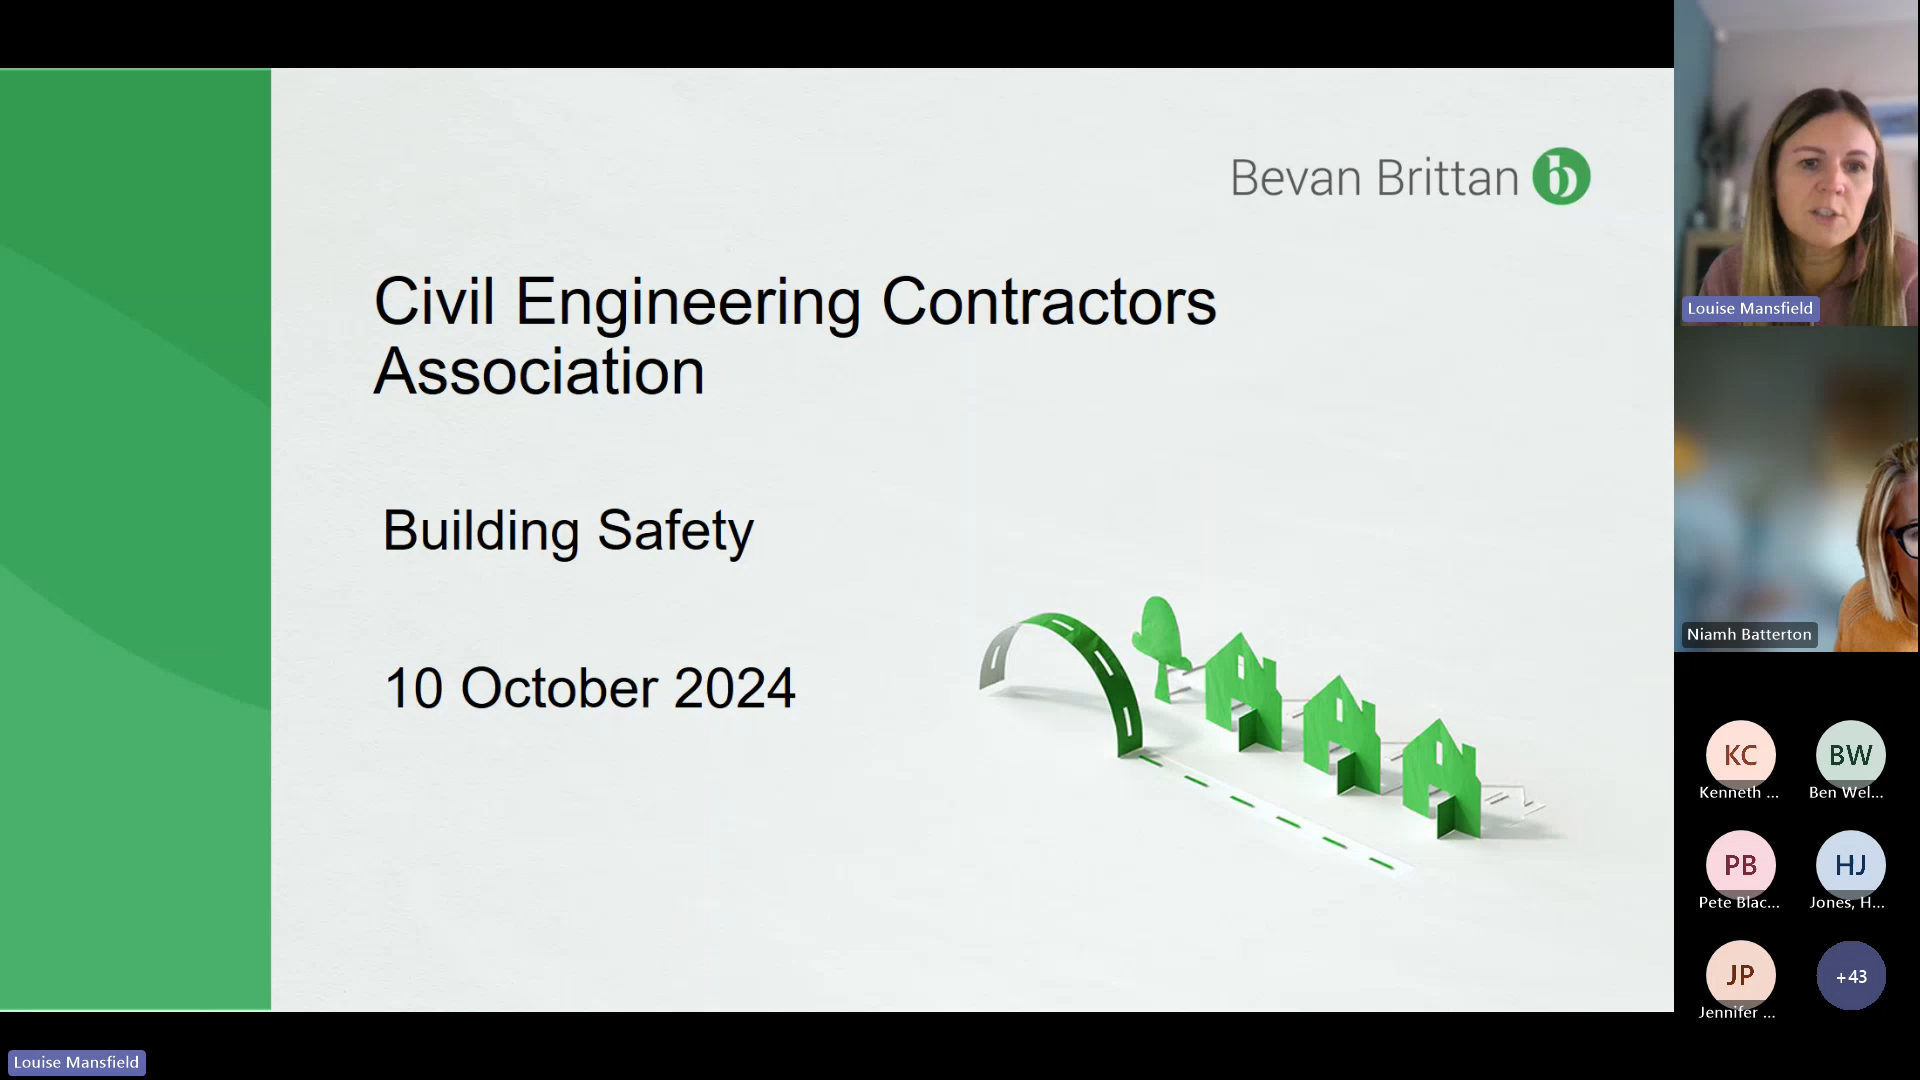 Bevan Brittan b
Civil Engineering Contractors
Association
Building Safety
10 October 2024
Louise Mansfield
Niamh Batterton
KC
Kenneth ...
BW
Ben Wel...
PB
Pete Blac...
HJ
Jones, H...
JP
Jennifer ...
+43
Louise Mansfield